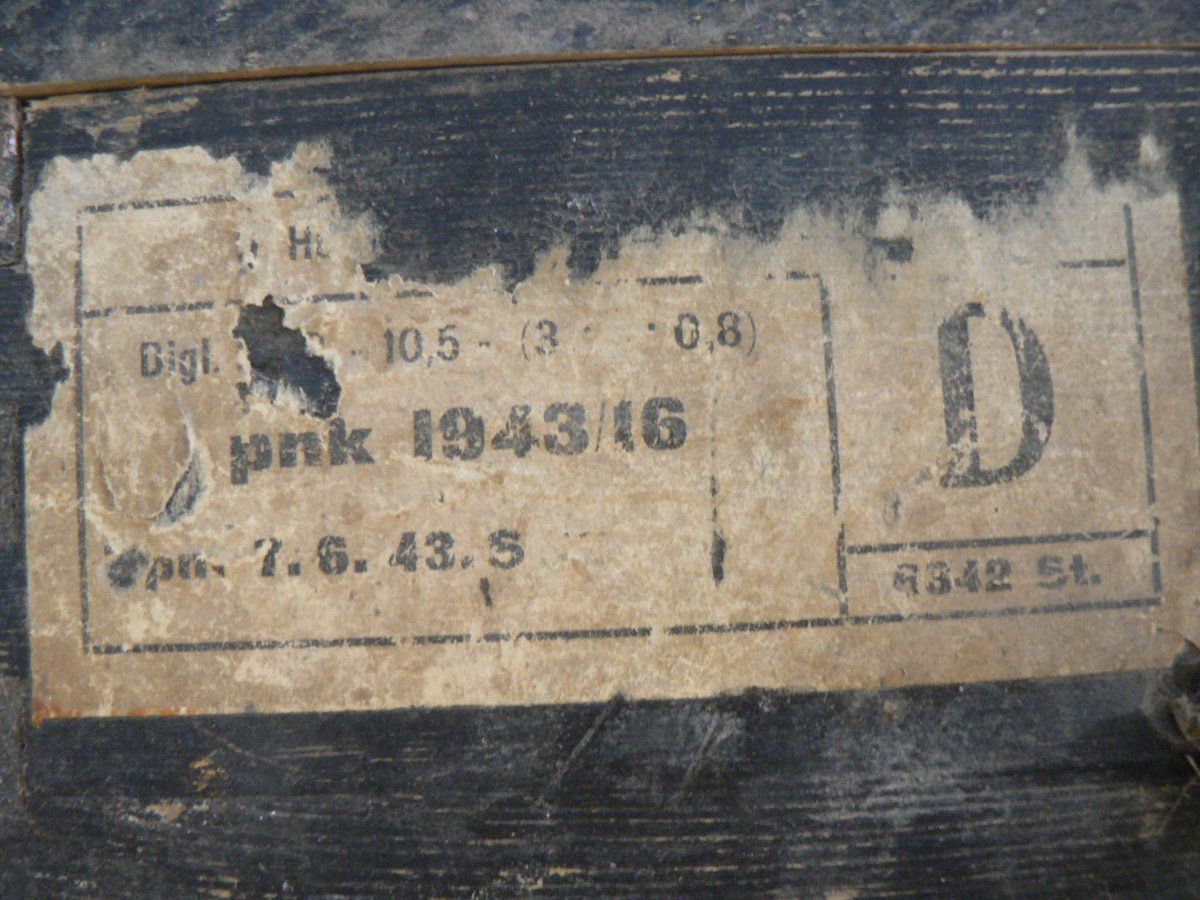 Digl. - 10,5 - (3 0,8)
pnk 1943/16
7. 6. 43. S
D
6342 St.